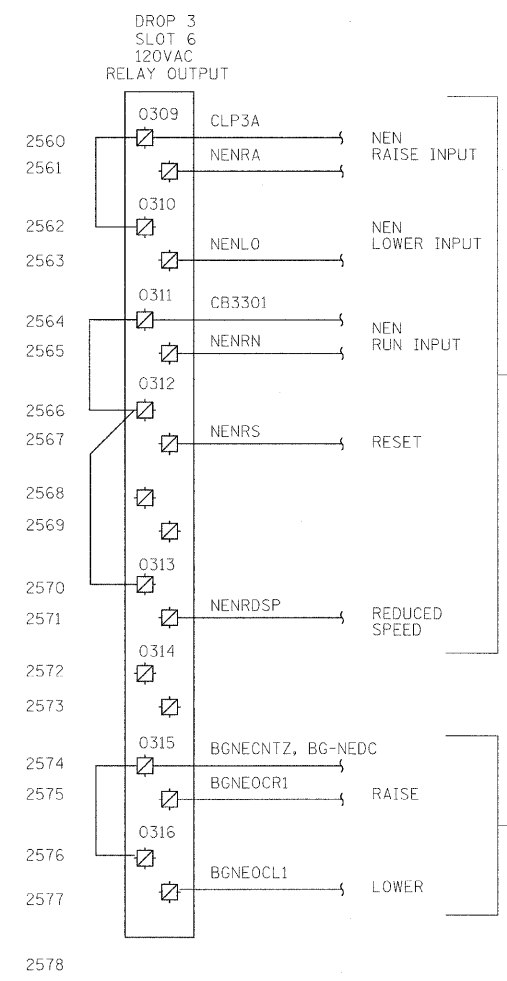 DROP 3
SLOT 6
120VAC
RELAY OUTPUT
0309
CLP3A
2560
NEN
RAISE INPUT
2561
NENRA
0310
2562
NEN
LOWER INPUT
2563
NENLO
0311
CB3301
2564
NEN
RUN INPUT
2565
NENRN
0312
2566
2567
NENRS
RESET
2568
2569
0313
2570
2571
NENRDSP
REDUCED
SPEED
0314
2572
2573
0315
BGNECNTZ, BG-NEDC
2574
2575
BGNEOCR1
RAISE
0316
2576
BGNEOCL1
LOWER
2577
2578